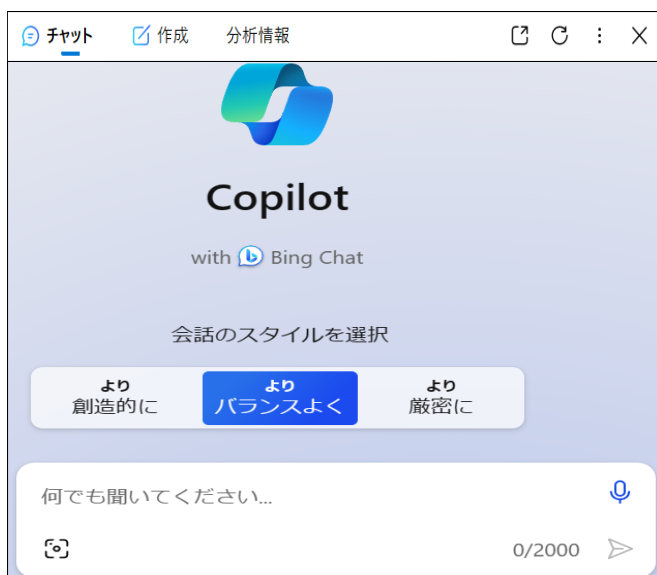 チャット 作成 分析情報
Copilot
with Bing Chat
会話のスタイルを選択
より より より
創造的に バランスよく 厳密に
何でも聞いてください...
0/2000